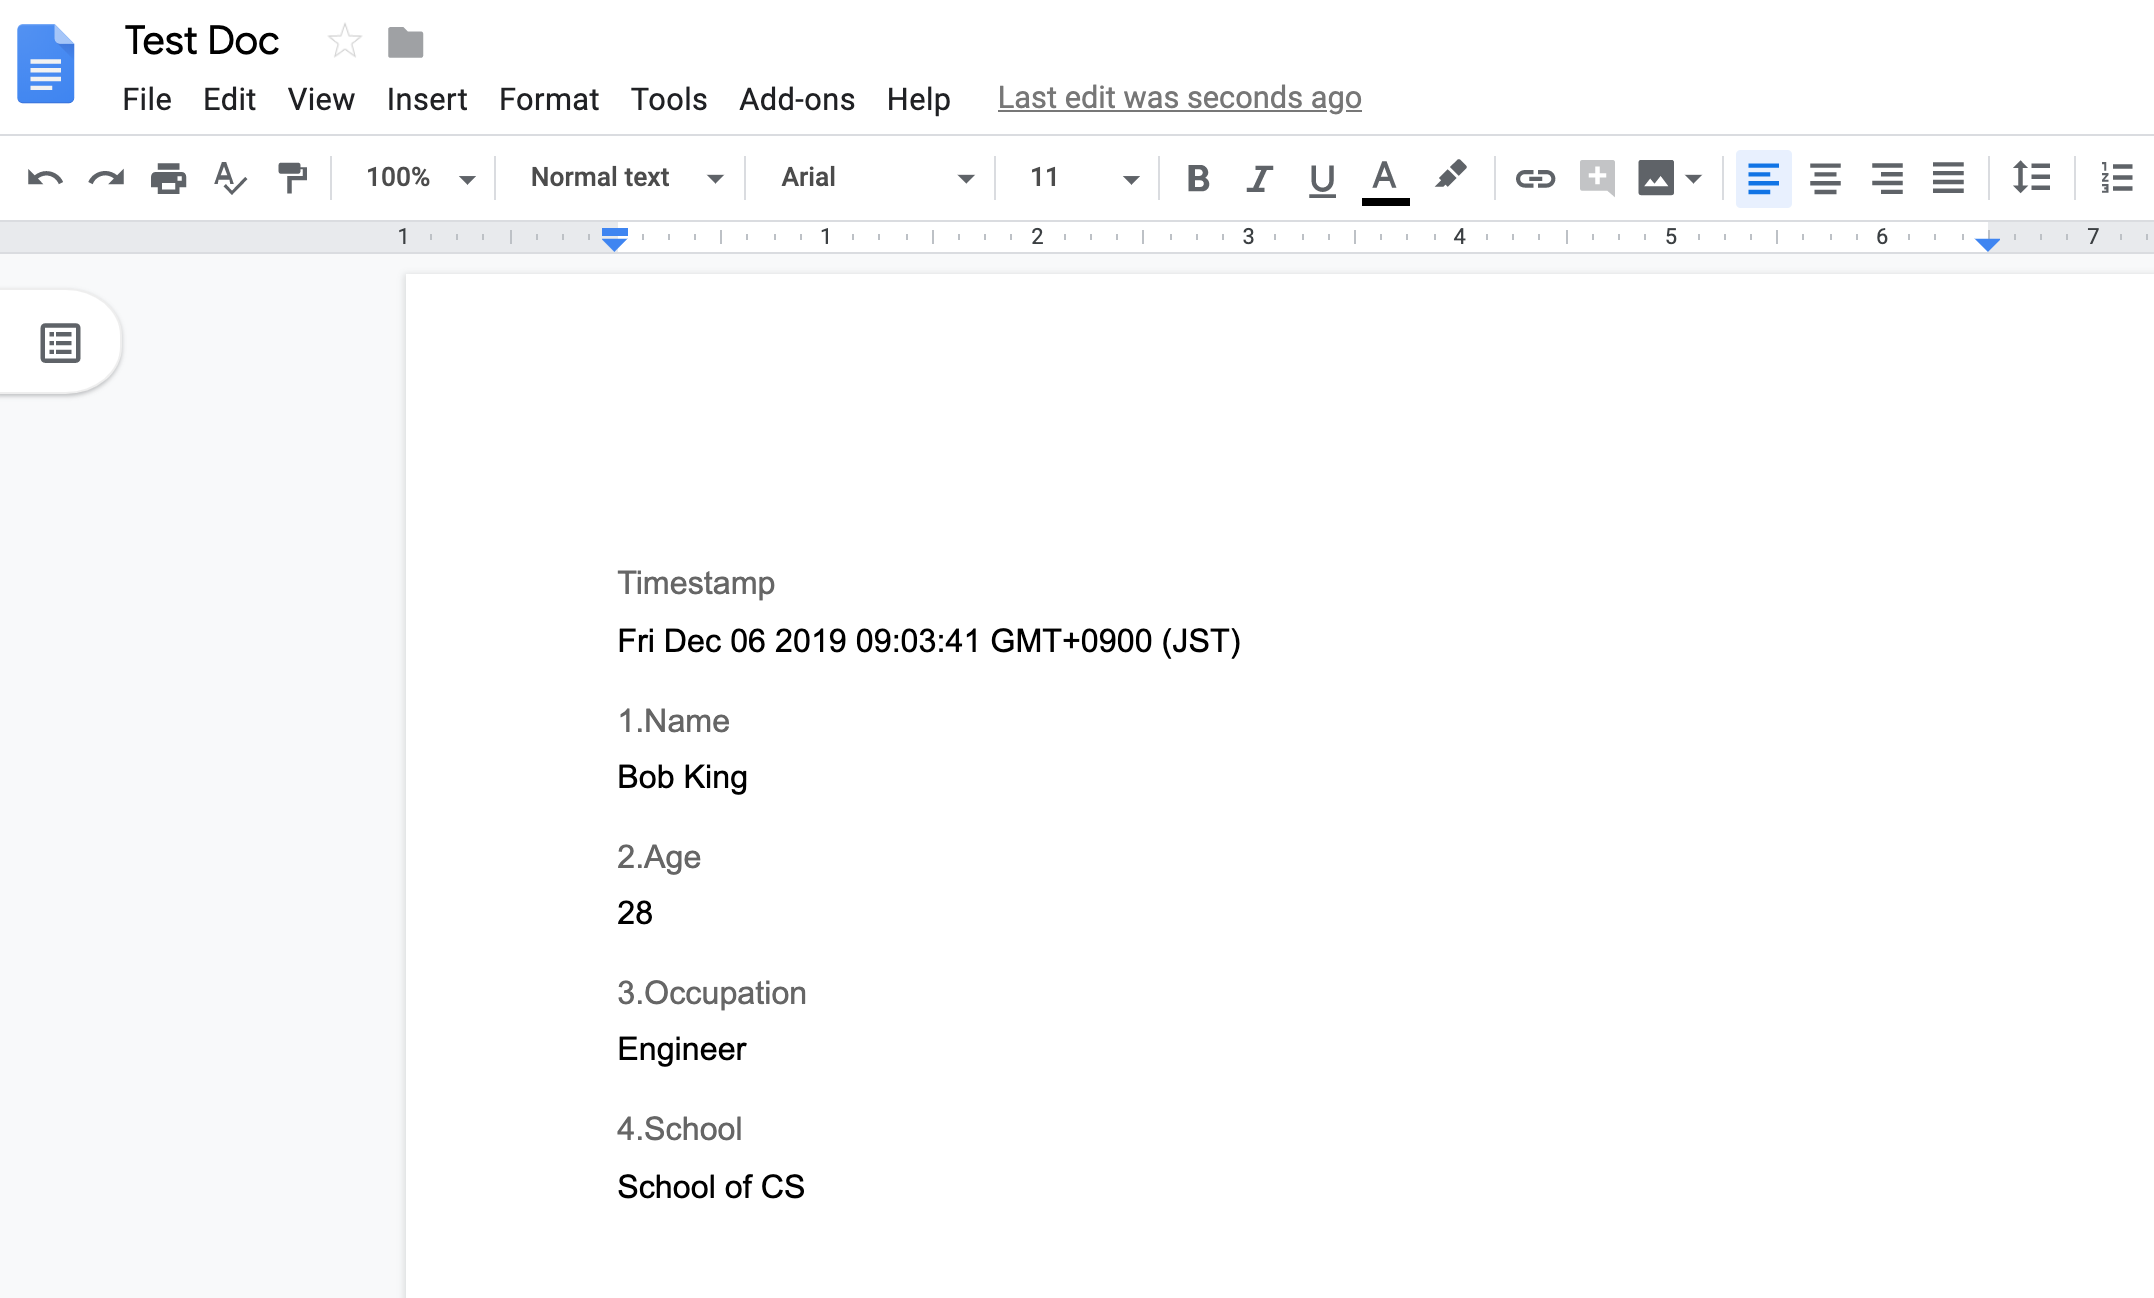 Test Doc
File Edit View Insert Format Tools Add-ons Help Last edit was seconds ago
100% Normal text Arial 11 B I U A
1 1 2 3 4 5 6 7
Timestamp
Fri Dec 06 2019 09:03:41 GMT+0900 (JST)
1.Name
Bob King
2.Age
28
3.Occupation
Engineer
4.School
School of CS